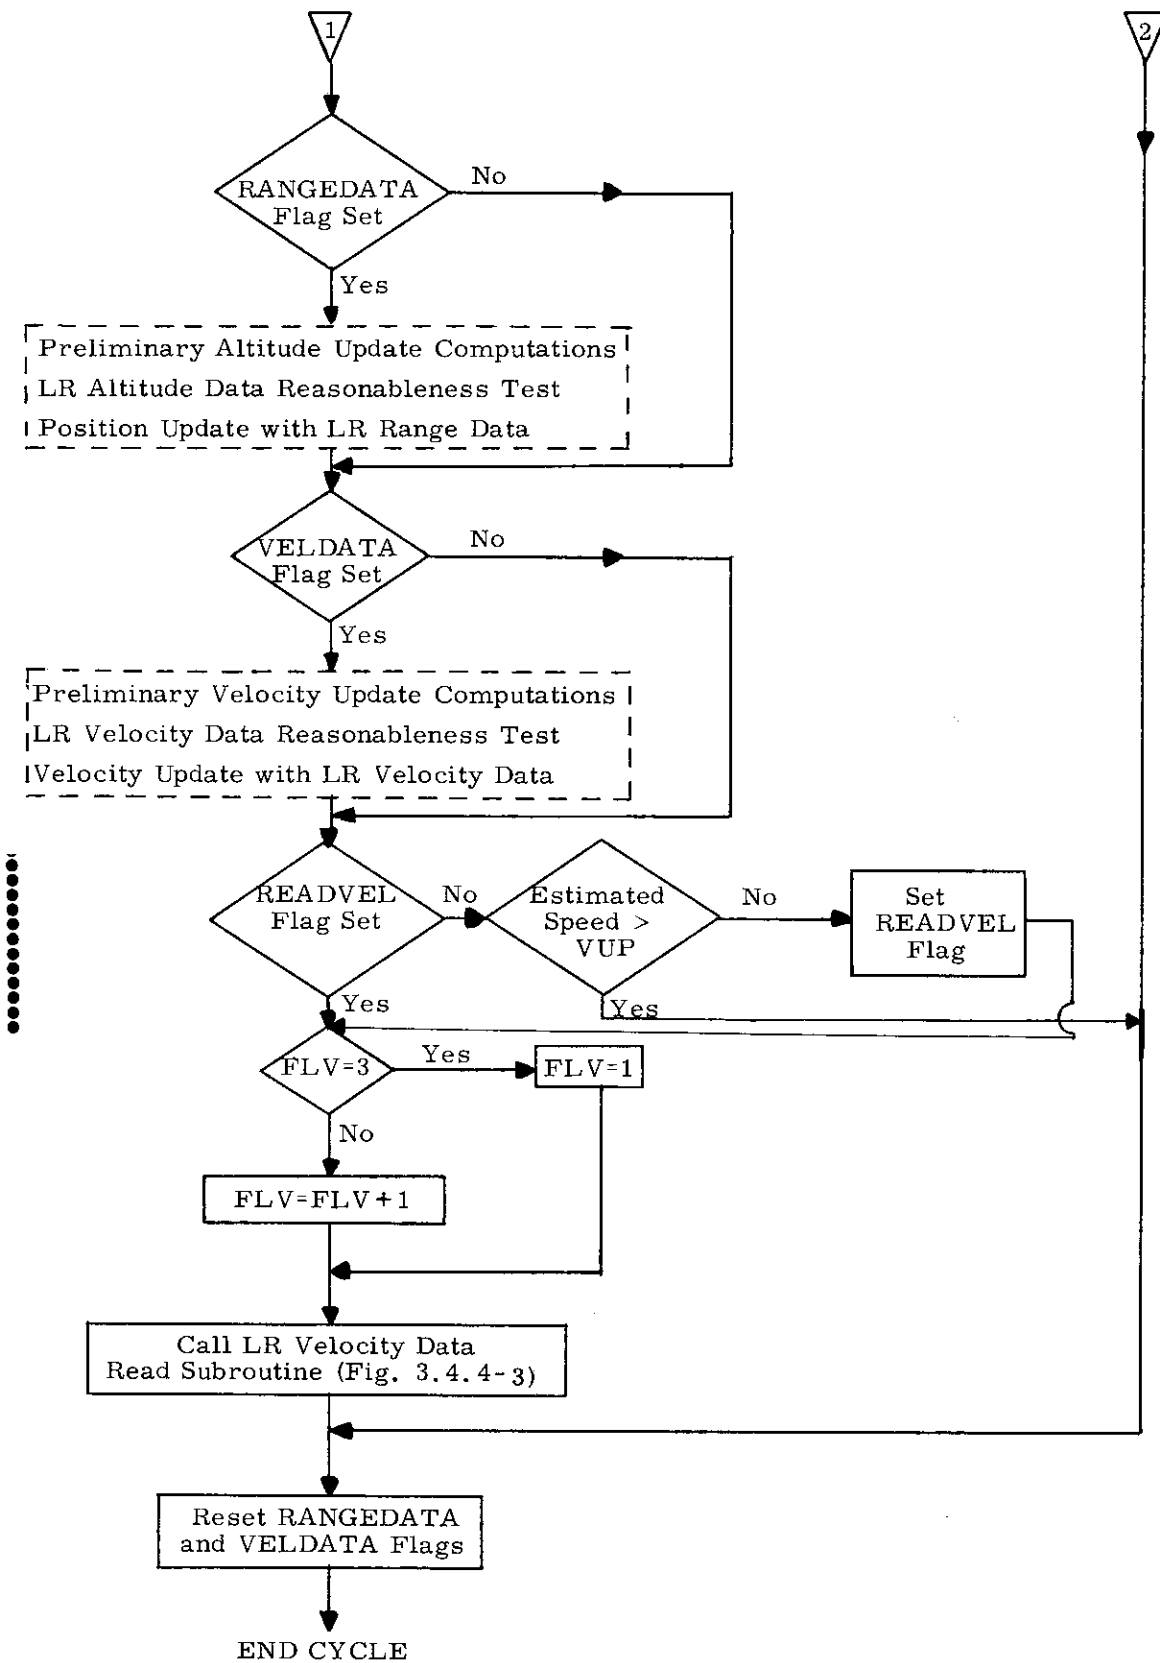 1
2
RANGEDATA
Flag Set
No
Yes
Preliminary Altitude Update Computations
LR Altitude Data Reasonableness Test
Position Update with LR Range Data
VELDATA
Flag Set
No
Yes
Preliminary Velocity Update Computations
LR Velocity Data Reasonableness Test
Velocity Update with LR Velocity Data
READVEL
Flag Set
No
Estimated
Speed >
VUP
No
Set
READVEL
Flag
Yes
Yes
FLV=3
Yes
FLV=1
No
FLV=FLV+1
Call LR Velocity Data
Read Subroutine (Fig. 3.4.4-3)
Reset RANGEDATA
and VELDATA Flags
END CYCLE